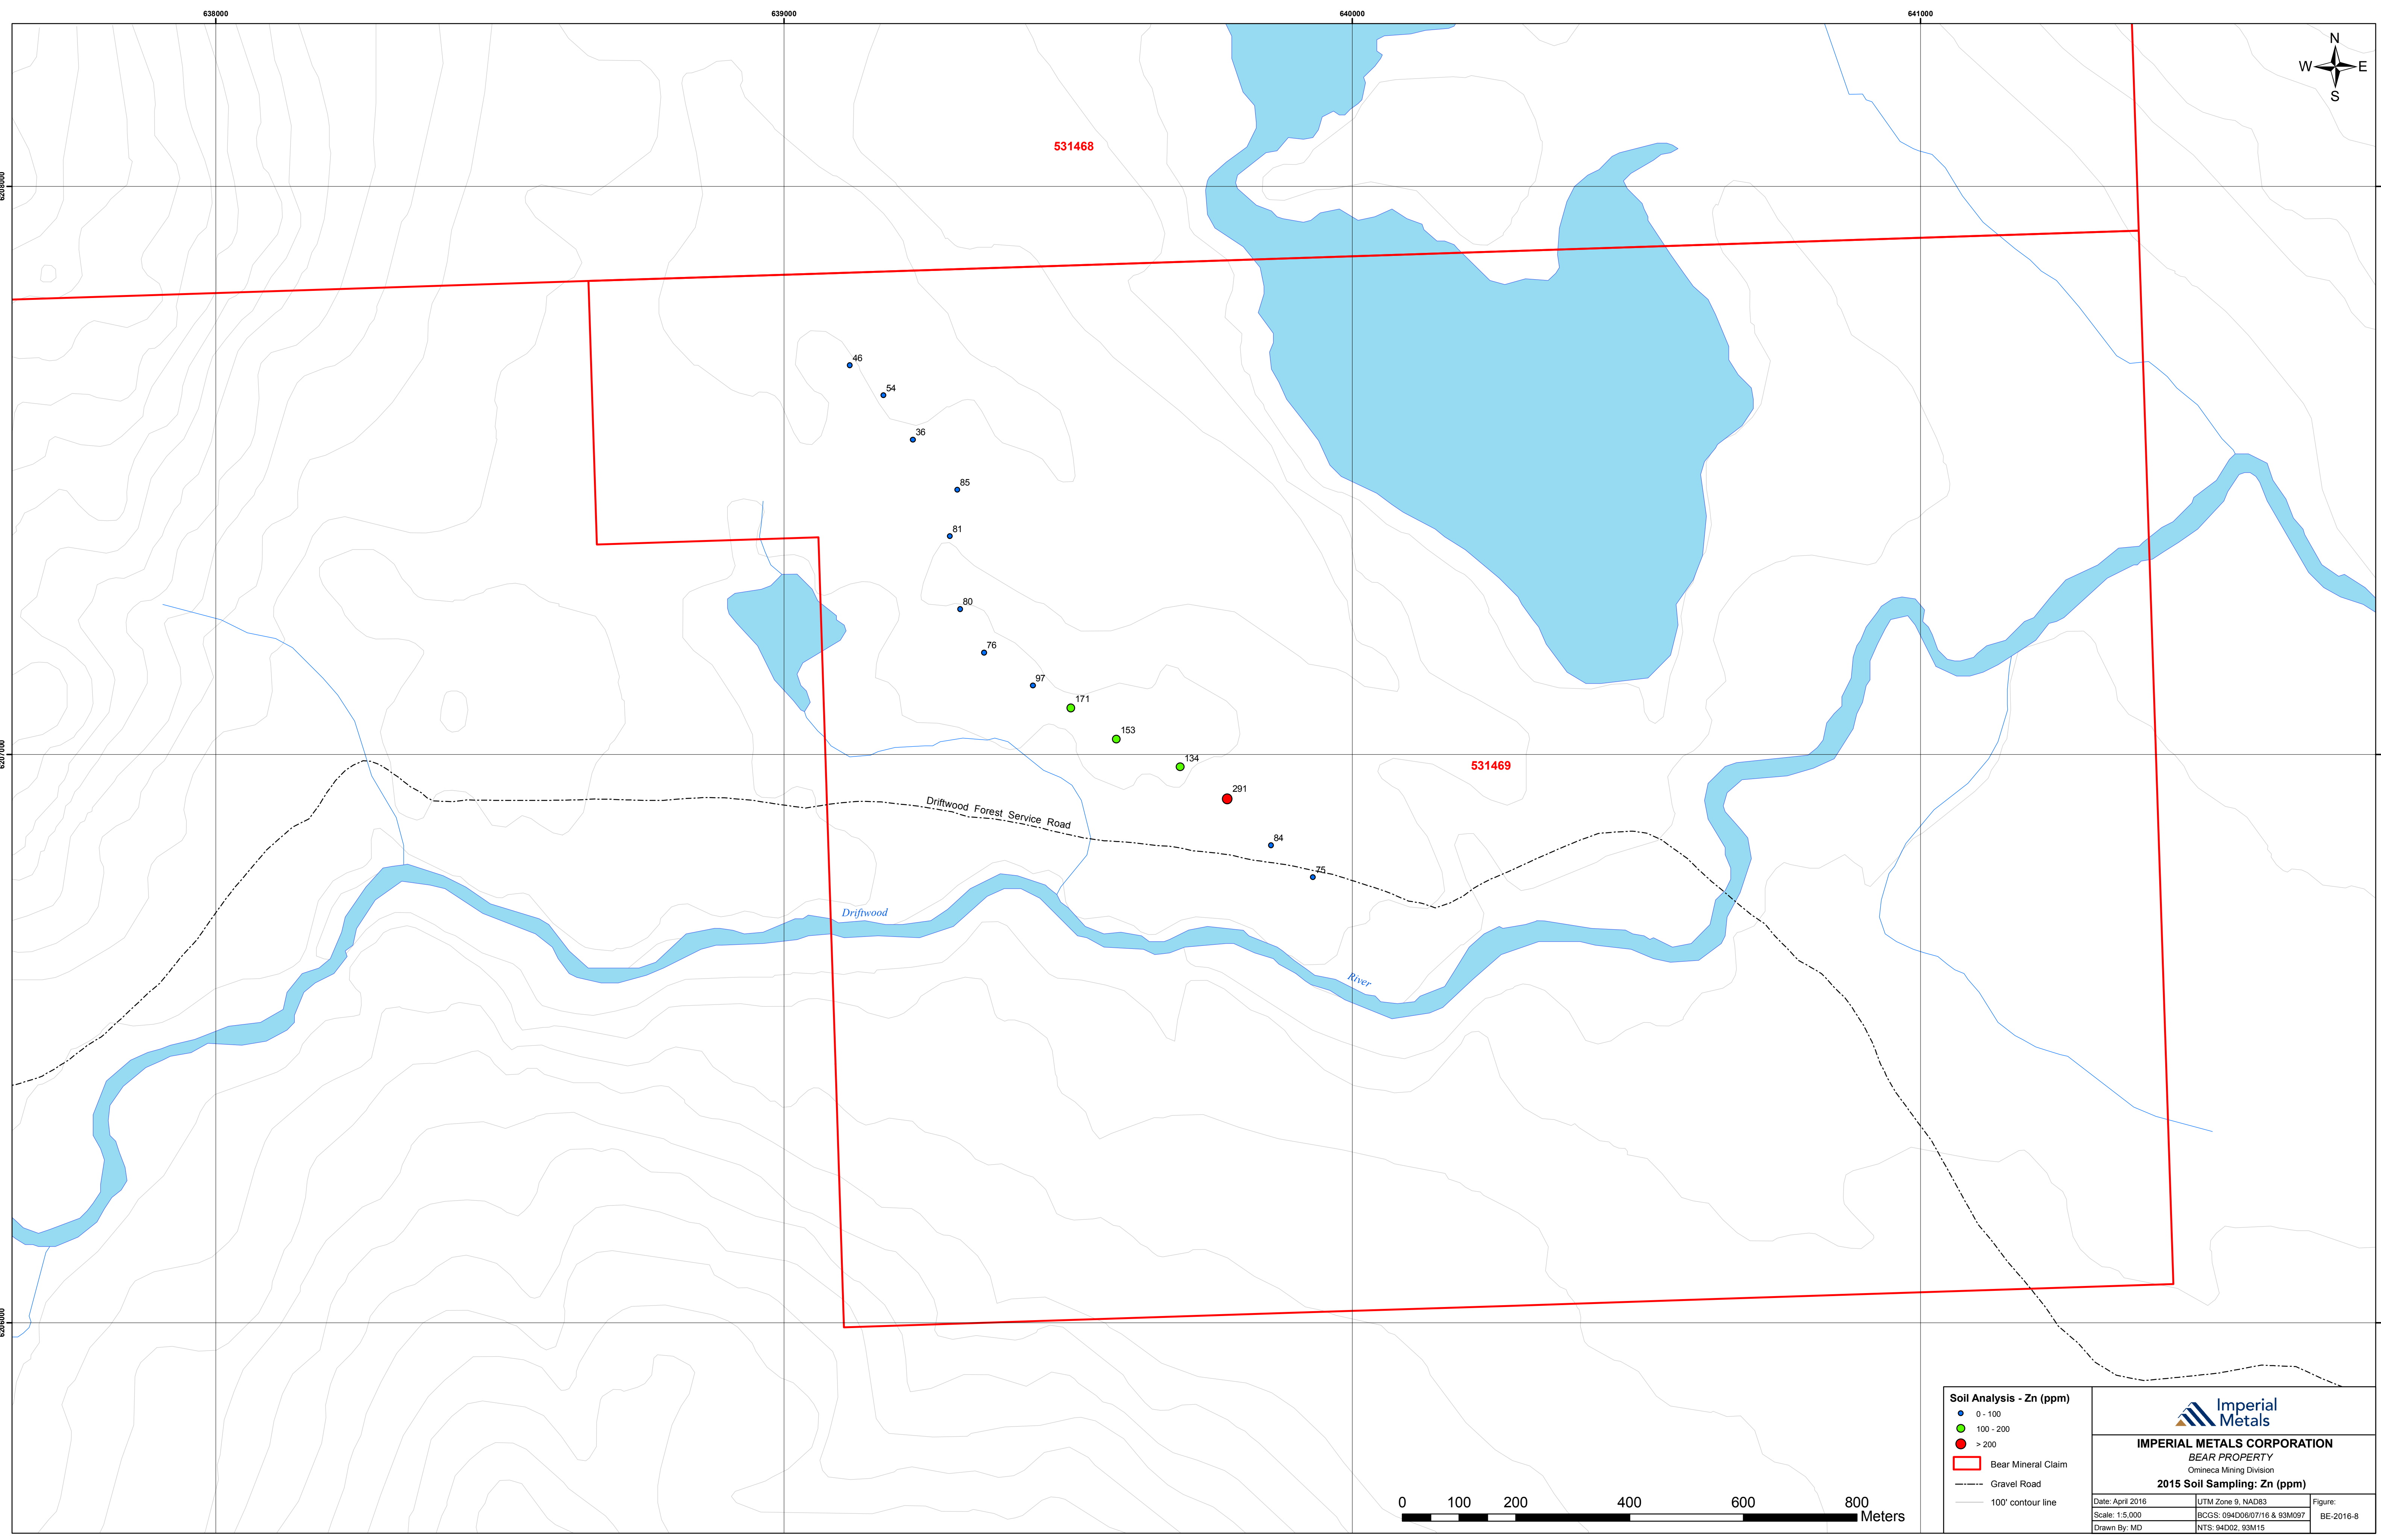 638000
639000
640000
641000
N
W
E
S
531468
6208000
46
54
36
85
81
80
76
97
171
153
6207000
134
531469
291
Driftwood Forest Service Road
84
75
Driftwood
River
6206000
Soil Analysis - Zn (ppm)
0 - 100
100 - 200
> 200
Bear Mineral Claim
Gravel Road
100' contour line
Imperial
Metals
IMPERIAL METALS CORPORATION
BEAR PROPERTY
Omineca Mining Division
2015 Soil Sampling: Zn (ppm)
Date: April 2016
UTM Zone 9, NAD83
Figure:
Scale: 1:5,000
BCGS: 094D06/07/16 & 93M097
BE-2016-8
Drawn By: MD
NTS: 94D02, 93M15
0 100 200 400 600 800
Meters